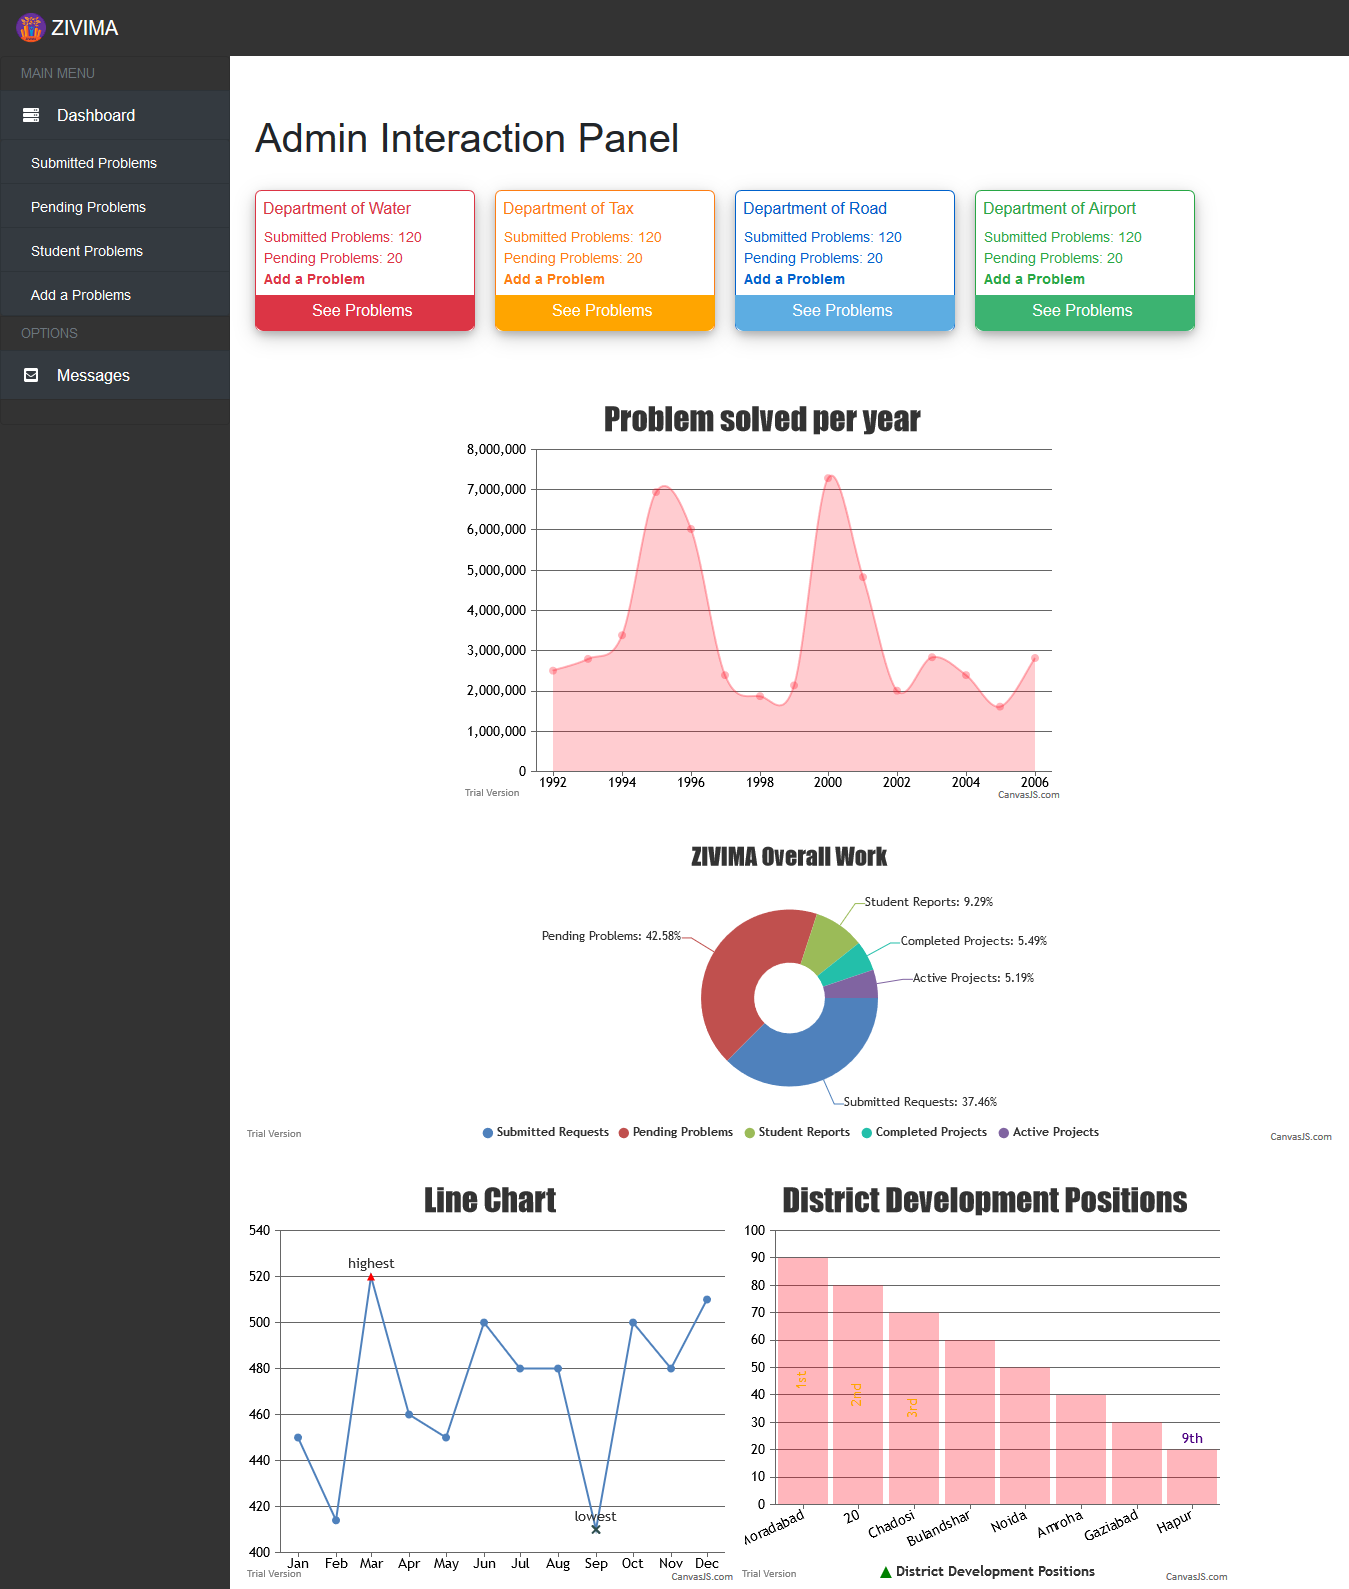 ZIVIMA
MAIN MENU
Dashboard
Submitted Problems
Pending Problems
Student Problems
Add a Problems
OPTIONS
Messages
Admin Interaction Panel
Department of Water
Submitted Problems: 120
Pending Problems: 20
Add a Problem
See Problems
Department of Tax
Submitted Problems: 120
Pending Problems: 20
Add a Problem
See Problems
Department of Road
Submitted Problems: 120
Pending Problems: 20
Add a Problem
See Problems
Department of Airport
Submitted Problems: 120
Pending Problems: 20
Add a Problem
See Problems
Problem solved per year
8,000,000
7,000,000
6,000,000
5,000,000
4,000,000
3,000,000
2,000,000
1,000,000
0
1992 1994 1996 1998 2000 2002 2004 2006
Trial Version
CanvasJS.com
ZIVIMA Overall Work
Student Reports: 9.29%
Pending Problems: 42.58%
Completed Projects: 5.49%
Active Projects: 5.19%
Submitted Requests: 37.46%
Submitted Requests Pending Problems Student Reports Completed Projects Active Projects
Trial Version
CanvasJS.com
Line Chart
540
520
500
480
460
440
420
400
highest
lowest
Jan Feb Mar Apr May Jun Jul Aug Sep Oct Nov Dec
Trial Version
CanvasJS.com
District Development Positions
100
90
80
70
60
50
40
30
20
10
0
1st
2nd
3rd
9th
Moradabad 20 Chadosi Bulandshar Noida Amroha Gaziabad Hapur
District Development Positions
Trial Version
CanvasJS.com